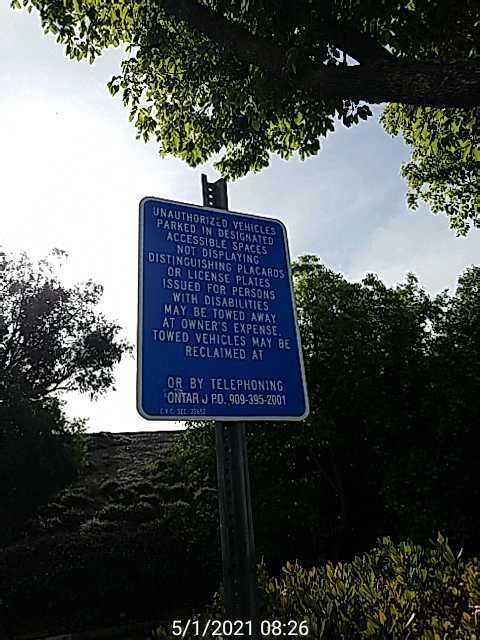 UNAUTHORIZED VEHICLES
PARKED IN DESIGNATED
ACCESSIBLE SPACES
NOT DISPLAYING
DISTINGUISHING PLACARDS
OR LICENSE PLATES
ISSUED FOR PERSONS
WITH DISABILITIES
MAY BE TOWED AWAY
AT OWNER'S EXPENSE.
TOWED VEHICLES MAY BE
RECLAIMED AT
OR BY TELEPHONING
ONTAR J P.D. 909-395-2001
C.V.C. SEC. 22652
5/1/2021 08:26